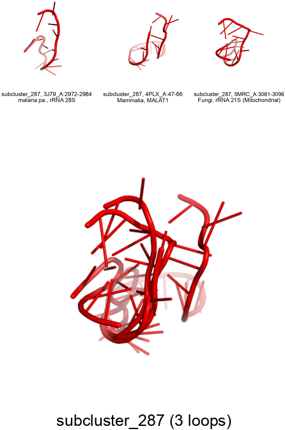 subcluster_287, 3J79_A:2972-2984
malaria pa., rRNA 28S
subcluster_287, 4PLX_A:47-66
Mammalia, MALAT1
subcluster_287, 5MRC_A:3081-3096
Fungi, rRNA 21S (Mitochondrial)
subcluster_287 (3 loops)